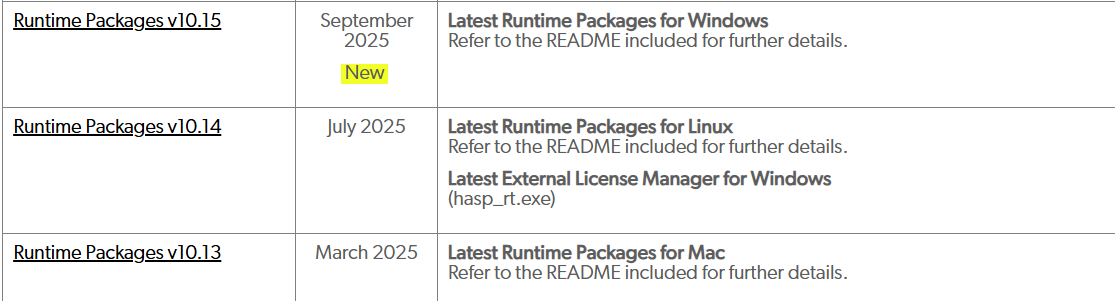 Runtime Packages v10.15
September
2025
New
Latest Runtime Packages for Windows
Refer to the README included for further details.
Runtime Packages v10.14
July 2025
Latest Runtime Packages for Linux
Refer to the README included for further details.
Latest External License Manager for Windows
(hasp_rt.exe)
Runtime Packages v10.13
March 2025
Latest Runtime Packages for Mac
Refer to the README included for further details.